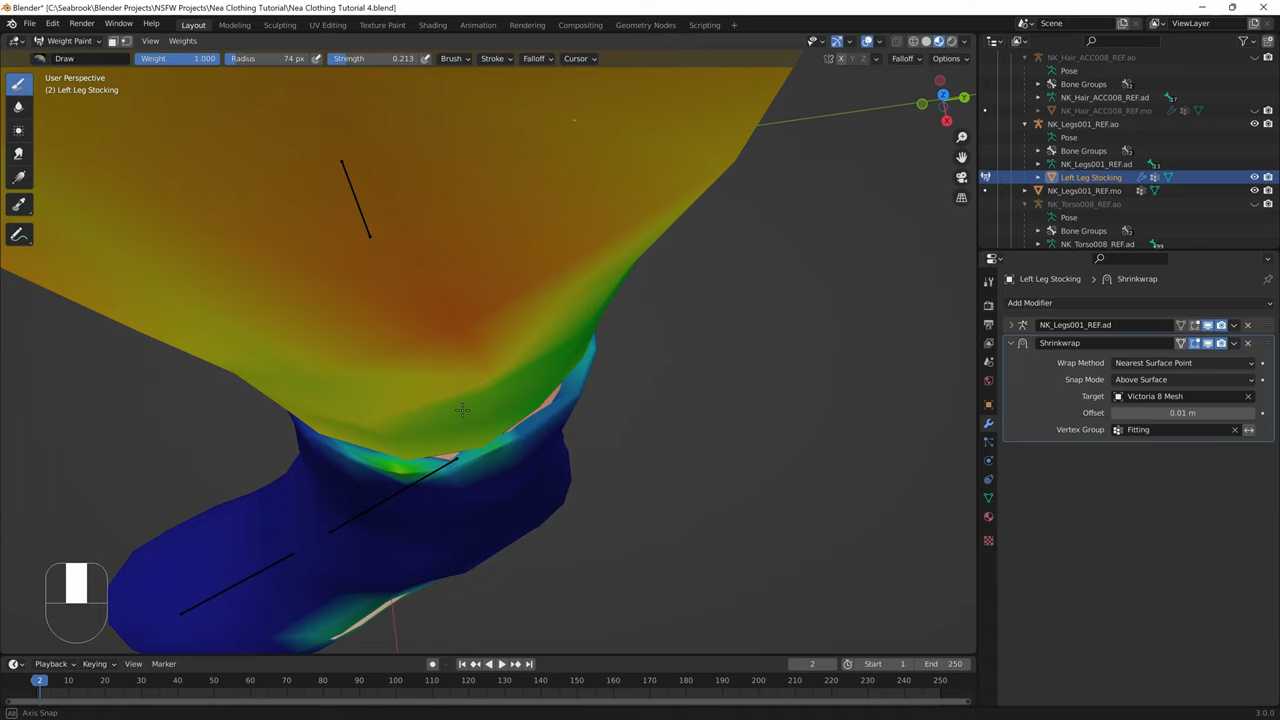 Blender* [C:\Seabrook\Blender Projects\NSFW Projects\Nea Clothing Tutorial\Nea Clothing Tutorial 4.blend]
File Edit Render Window Help Layout Modeling Sculpting UV Editing Texture Paint Shading Animation Rendering Compositing Geometry Nodes Scripting + Scene ViewLayer
Weight Paint View Weights
Draw Weight 1.000 Radius 74 px Strength 0.213 Brush Stroke Falloff Cursor X Falloff Options
User Perspective
(2) Left Leg Stocking
Z
Y
X
NK_Hair_ACC008_REF.ao
Pose
Bone Groups
NK_Hair_ACC008_REF.ad
NK_Hair_ACC008_REF.mo
NK_Legs001_REF.ao
Pose
Bone Groups
NK_Legs001_REF.ad
Left Leg Stocking
NK_Legs001_REF.mo
NK_Torso008_REF.ao
Pose
Bone Groups
NK_Torso008_REF.ad
Left Leg Stocking > Shrinkwrap
Add Modifier
NK_Legs001_REF.ad
Shrinkwrap
Wrap Method Nearest Surface Point
Snap Mode Above Surface
Target Victoria 8 Mesh
Offset 0.01 m
Vertex Group Fitting
Playback Keying View Marker 2 Start 1 End 250
2 10 20 30 40 50 60 70 80 90 100 110 120 130 140 150 160 170 180 190 200 210 220 230 240 250
Axis Snap 3.0.0